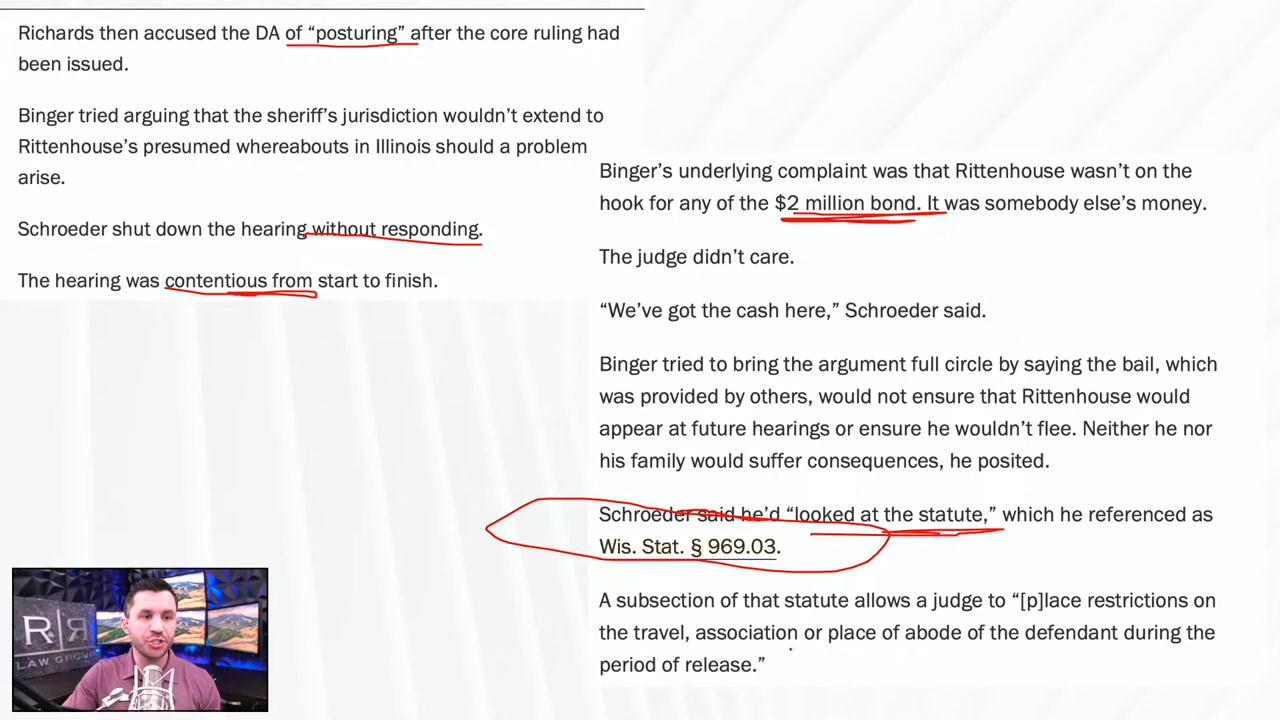 Richards then accused the DA of “posturing” after the core ruling had
been issued.
Binger tried arguing that the sheriff’s jurisdiction wouldn’t extend to
Rittenhouse’s presumed whereabouts in Illinois should a problem
arise.
Schroeder shut down the hearing without responding.
The hearing was contentious from start to finish.
Binger’s underlying complaint was that Rittenhouse wasn’t on the
hook for any of the $2 million bond. It was somebody else’s money.
The judge didn’t care.
“We’ve got the cash here,” Schroeder said.
Binger tried to bring the argument full circle by saying the bail, which
was provided by others, would not ensure that Rittenhouse would
appear at future hearings or ensure he wouldn’t flee. Neither he nor
his family would suffer consequences, he posited.
Schroeder said he’d “looked at the statute,” which he referenced as
Wis. Stat. § 969.03.
A subsection of that statute allows a judge to “[p]lace restrictions on
the travel, association or place of abode of the defendant during the
period of release.”
R|R
LAW GROUP